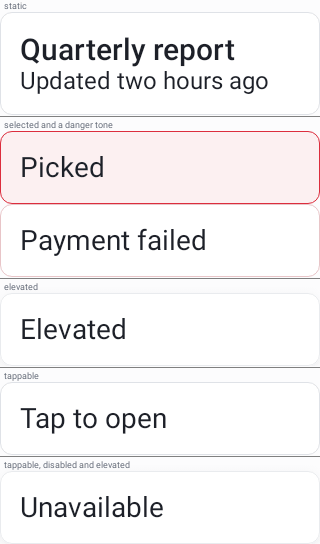 static
Quarterly report
Updated two hours ago
selected and a danger tone
Picked
Payment failed
elevated
Elevated
tappable
Tap to open
tappable, disabled and elevated
Unavailable